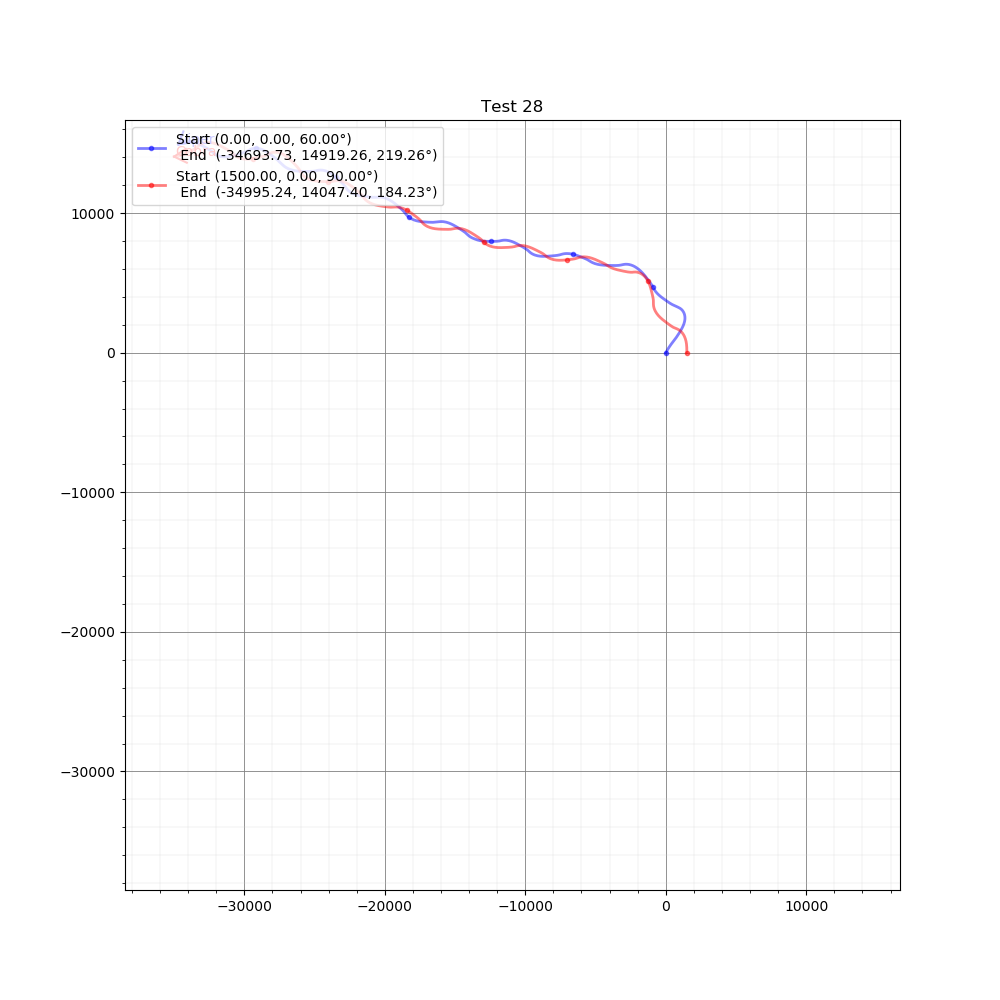 Test 28
Start (0.00, 0.00, 60.00°)
End (-34693.73, 14919.26, 219.26°)
Start (1500.00, 0.00, 90.00°)
End (-34995.24, 14047.40, 184.23°)
10000
0
−10000
−20000
−30000
−30000 −20000 −10000 0 10000